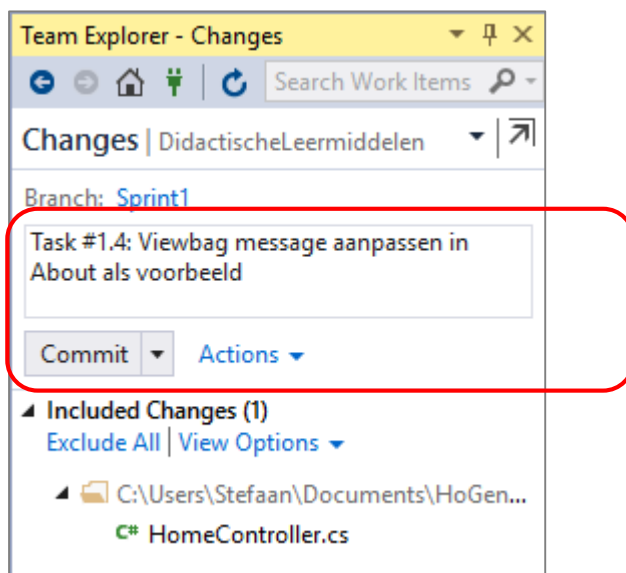 Team Explorer - Changes
Search Work Items
Changes | DidactischeLeermiddelen
Branch: Sprint1
Task #1.4: Viewbag message aanpassen in
About als voorbeeld
Commit Actions
Included Changes (1)
Exclude All | View Options
C:\Users\Stefaan\Documents\HoGen...
C# HomeController.cs